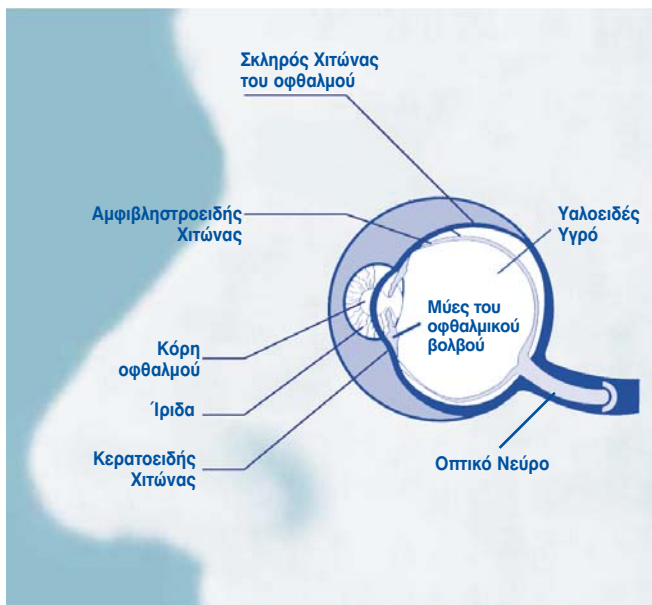 Σκληρός Χιτώνας
του οφθαλμού
Αμφιβληστροειδής
Χιτώνας
Υαλοειδές
Υγρό
Μύες του
οφθαλμικού
βολβού
Κόρη
οφθαλμού
Ίριδα
Κερατοειδής
Χιτώνας
Οπτικό Νεύρο